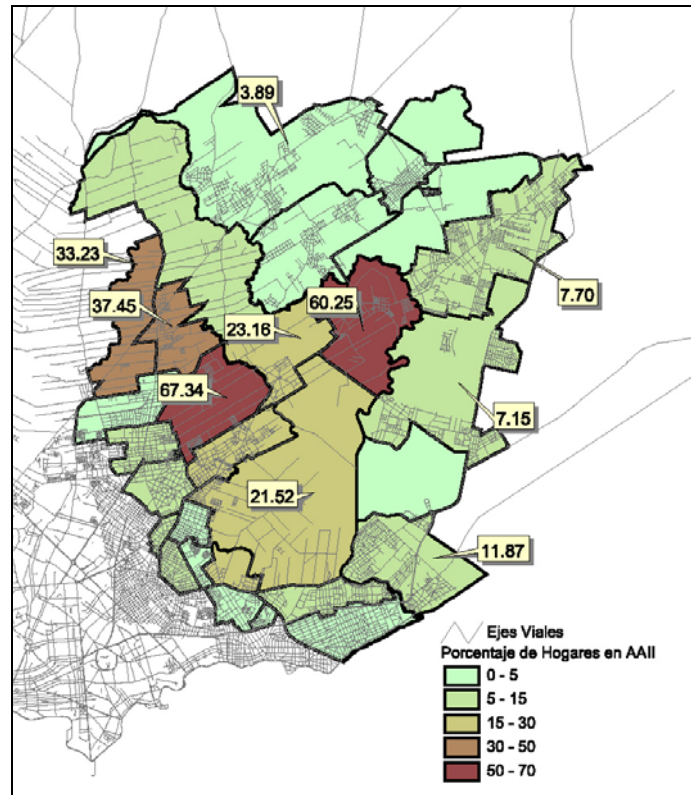 3.89
33.23
37.45
23.16
60.25
7.70
67.34
7.15
21.52
11.87
Ejes Viales
Porcentaje de Hogares en AAII
0 - 5
5 - 15
15 - 30
30 - 50
50 - 70